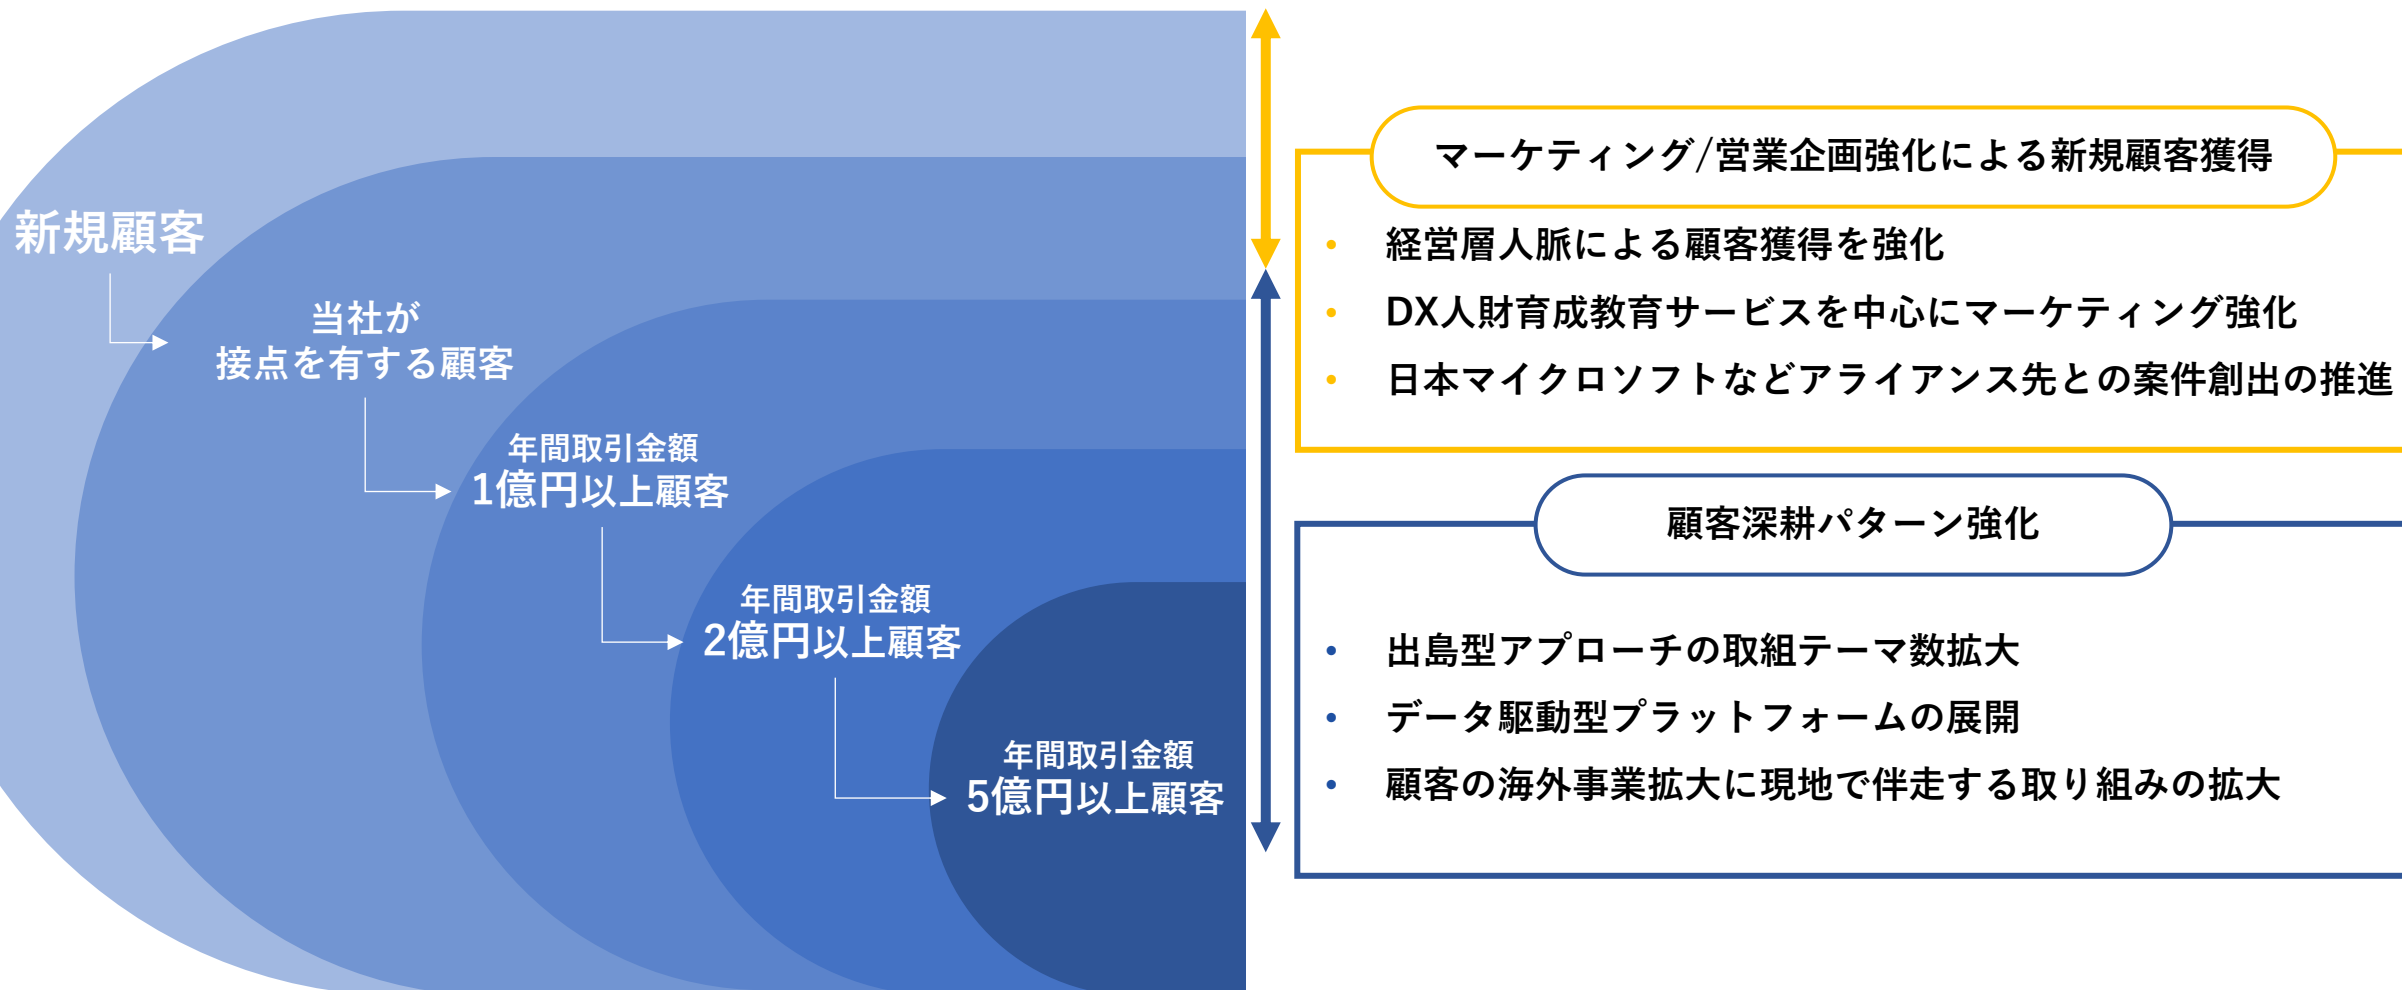 新規顧客
当社が
接点を有する顧客
年間取引金額
1億円以上顧客
年間取引金額
2億円以上顧客
年間取引金額
5億円以上顧客
マーケティング/営業企画強化による新規顧客獲得
• 経営層人脈による顧客獲得を強化
• DX人財育成教育サービスを中心にマーケティング強化
• 日本マイクロソフトなどアライアンス先との案件創出の推進
顧客深耕パターン強化
• 出島型アプローチの取組テーマ数拡大
• データ駆動型プラットフォームの展開
• 顧客の海外事業拡大に現地で伴走する取り組みの拡大